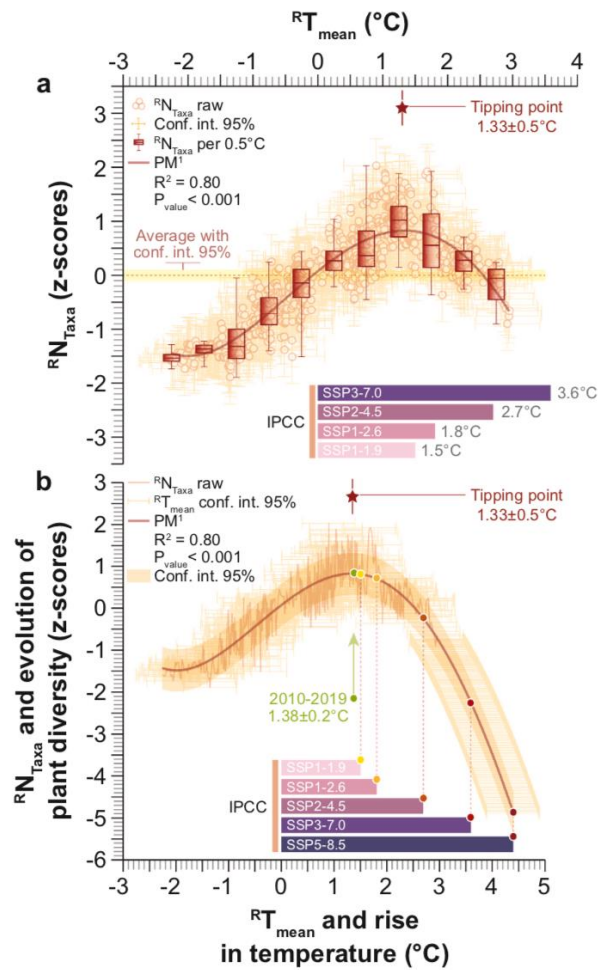 ᴿTmean (°C)
-3 -2 -1 0 1 2 3 4
a
ᴿNTaxa raw
Conf. int. 95%
ᴿNTaxa per 0.5°C
PM¹
R² = 0.80
Pvalue < 0.001
Tipping point
1.33±0.5°C
Average with
conf. int. 95%
ᴿNTaxa (z-scores)
3
2
1
0
-1
-2
-3
IPCC
SSP3-7.0 3.6°C
SSP2-4.5 2.7°C
SSP1-2.6 1.8°C
SSP1-1.9 1.5°C
b
ᴿNTaxa raw
ᴿTmean conf. int. 95%
PM¹
R² = 0.80
Pvalue < 0.001
Conf. int. 95%
Tipping point
1.33±0.5°C
ᴿNTaxa and evolution of
plant diversity (z-scores)
3
2
1
0
-1
-2
-3
-4
-5
-6
2010-2019
1.38±0.2°C
IPCC
SSP1-1.9
SSP1-2.6
SSP2-4.5
SSP3-7.0
SSP5-8.5
-3 -2 -1 0 1 2 3 4 5
ᴿTmean and rise
in temperature (°C)